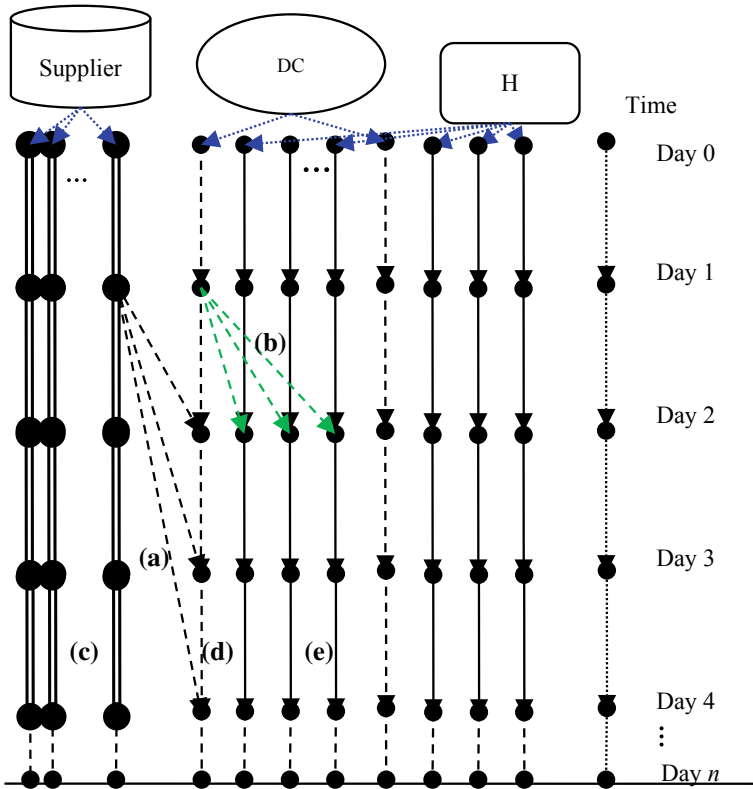 Supplier
DC
H
Time
Day 0
...
...
Day 1
(b)
Day 2
Day 3
(a)
(c)
(d)
(e)
Day 4
...
Day n